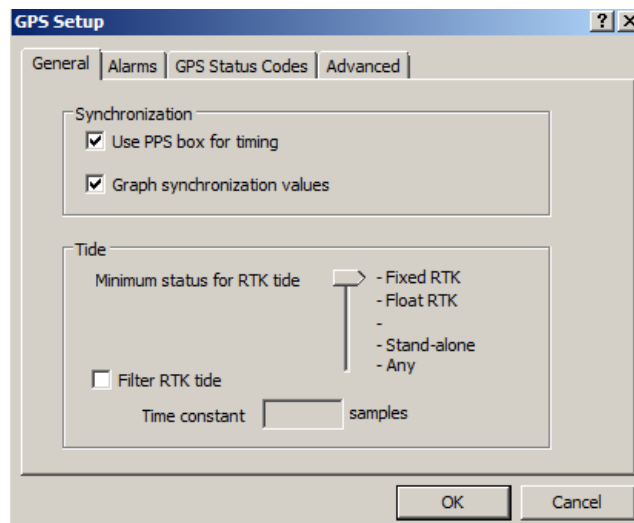 GPS Setup
General Alarms GPS Status Codes Advanced
Synchronization
Use PPS box for timing
Graph synchronization values
Tide
Minimum status for RTK tide
- Fixed RTK
- Float RTK
-
- Stand-alone
- Any
Filter RTK tide
Time constant samples
OK Cancel